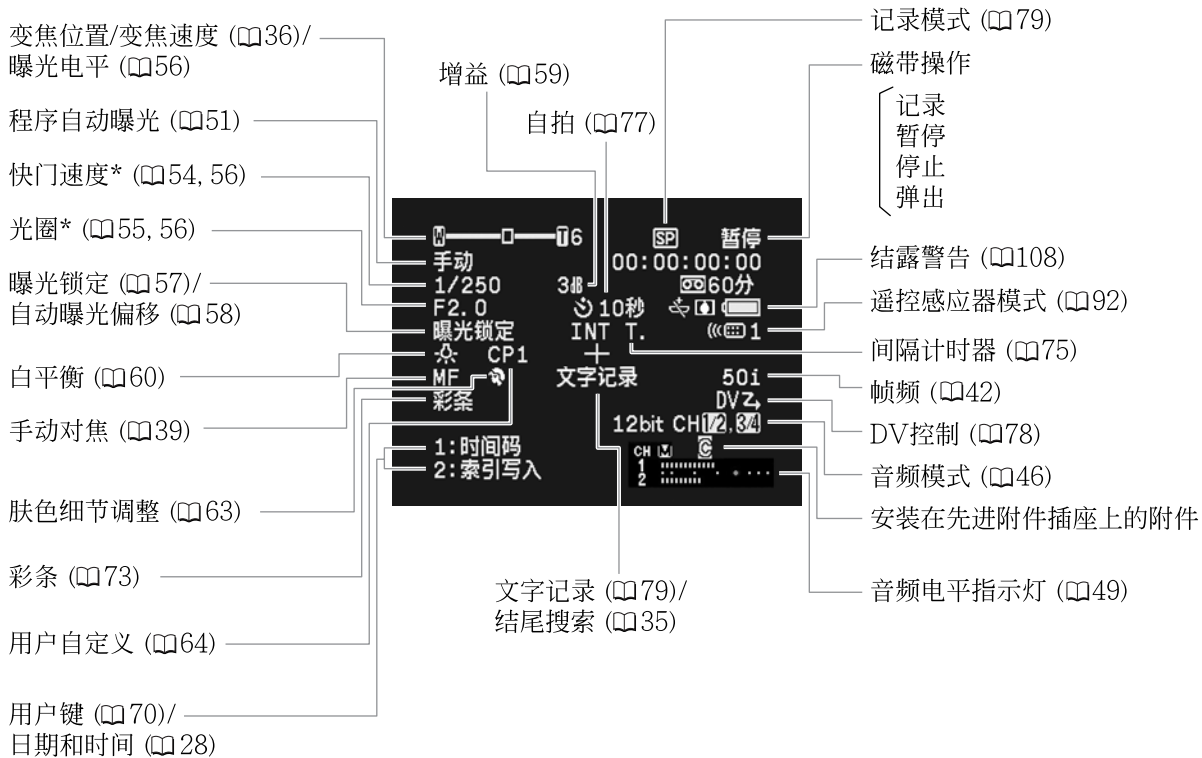 变焦位置/变焦速度 (36)/
曝光电平 (56)
程序自动曝光 (51)
快门速度* (54, 56)
光圈* (55, 56)
曝光锁定 (57)/
自动曝光偏移 (58)
白平衡 (60)
手动对焦 (39)
肤色细节调整 (63)
彩条 (73)
用户自定义 (64)
用户键 (70)/
日期和时间 (28)
增益 (59)
自拍 (77)
W T6 SP 暂停
手动 00:00:00:00
1/250 3dB 60分
F2.0 10秒
曝光锁定 INT T. 1
CP1
MF 文字记录 50i
彩条 DV
12bit CH1/2,3/4
1:时间码 CH M C
2:索引写入 1
2
文字记录 (79)/
结尾搜索 (35)
记录模式 (79)
磁带操作
记录
暂停
停止
弹出
结露警告 (108)
遥控感应器模式 (92)
间隔计时器 (75)
帧频 (42)
DV控制 (78)
音频模式 (46)
安装在先进附件插座上的附件
音频电平指示灯 (49)